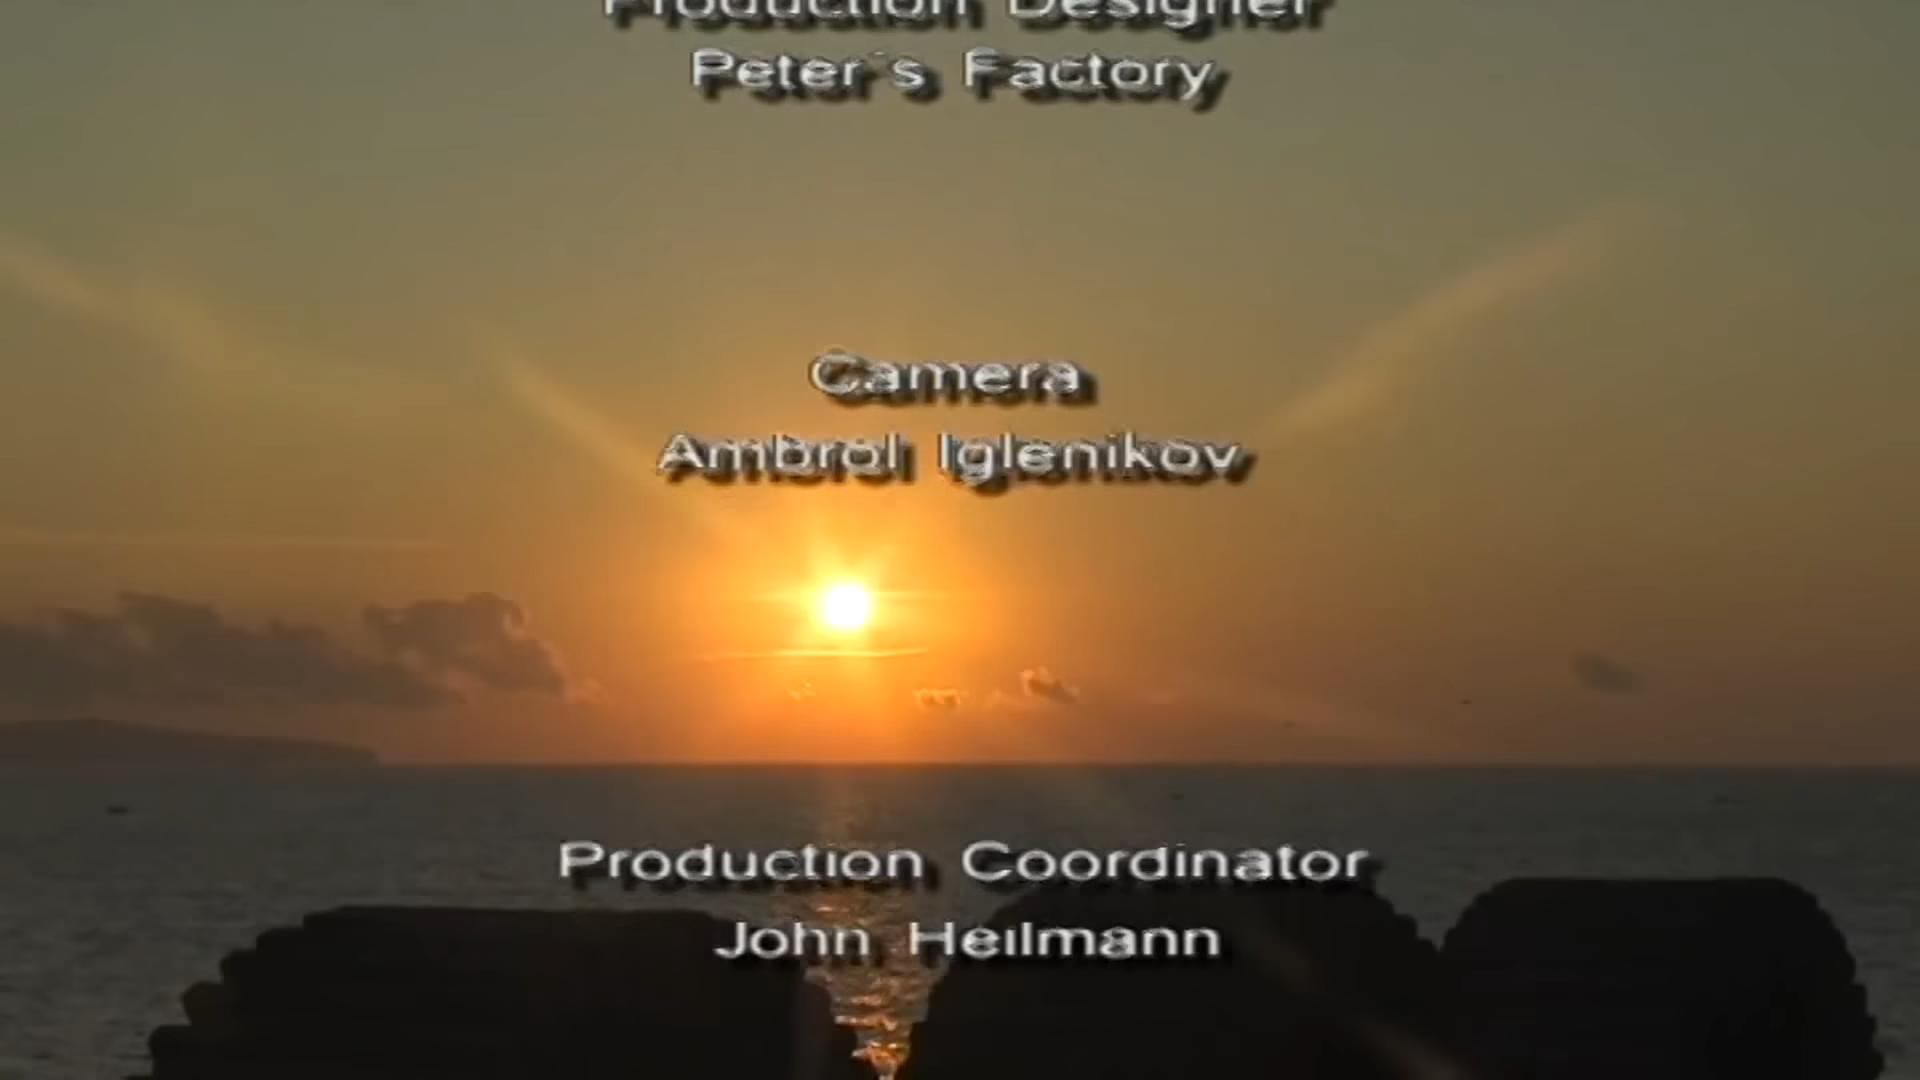 Production Designer
Peter's Factory
Camera
Ambrol Iglenikov
Production Coordinator
John Heilmann